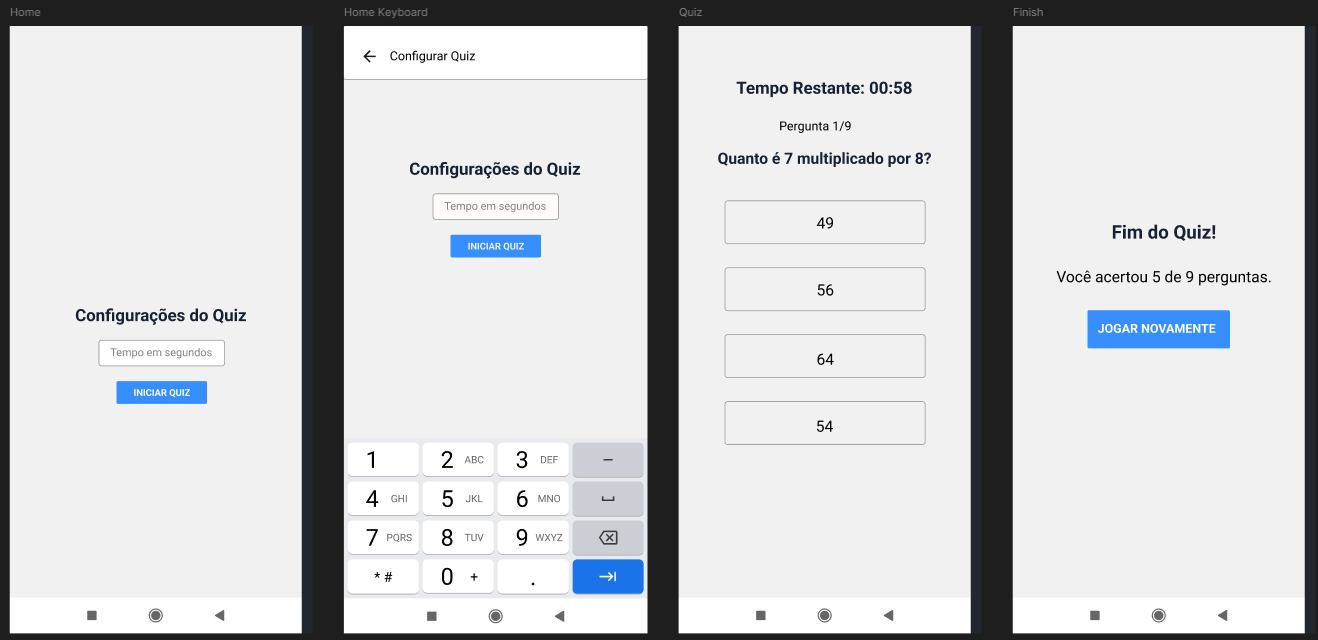 Home
Configurações do Quiz
Tempo em segundos
INICIAR QUIZ
Home Keyboard
Configurar Quiz
Configurações do Quiz
Tempo em segundos
INICIAR QUIZ
1 2 ABC 3 DEF –
4 GHI 5 JKL 6 MNO
7 PQRS 8 TUV 9 WXYZ
* # 0 + .
Quiz
Tempo Restante: 00:58
Pergunta 1/9
Quanto é 7 multiplicado por 8?
49
56
64
54
Finish
Fim do Quiz!
Você acertou 5 de 9 perguntas.
JOGAR NOVAMENTE